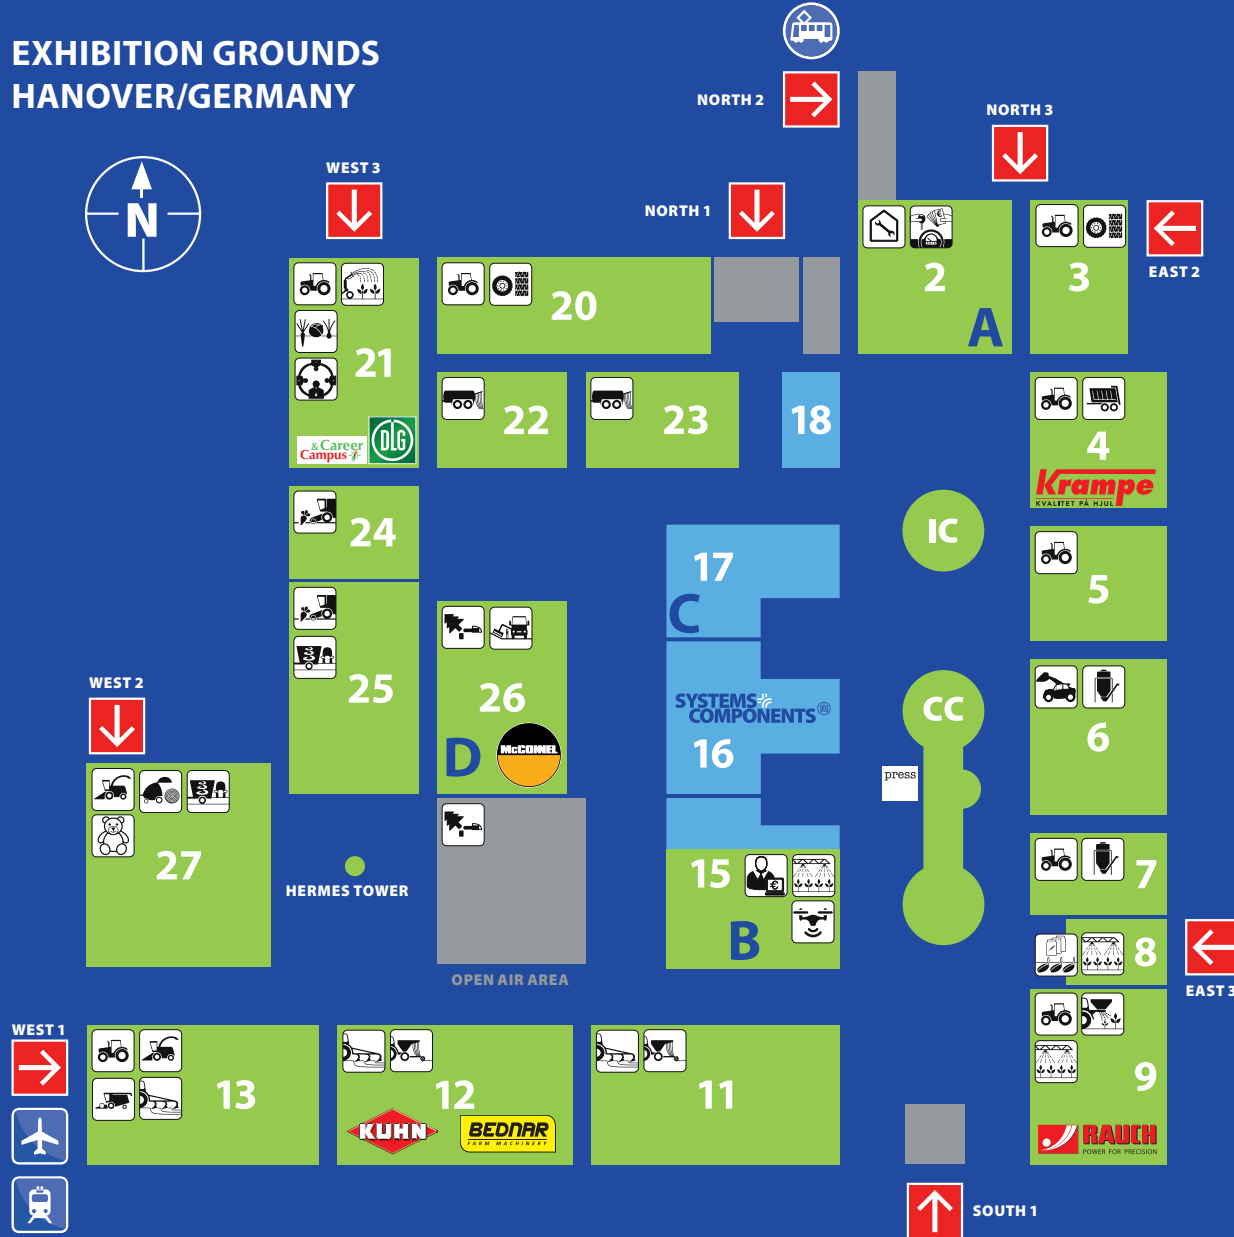 EXHIBITION GROUNDS
HANOVER/GERMANY
N
NORTH 2
NORTH 3
WEST 3
NORTH 1
EAST 2
2
A
3
20
21
& Career
Campus
DLG
22
23
18
4
Krampe
KVALITET PÅ HJUL
24
IC
17
C
5
25
26
D
McCONNEL
SYSTEMS
COMPONENTS
DLG
16
CC
press
6
WEST 2
27
HERMES TOWER
15
€
B
7
8
OPEN AIR AREA
EAST 3
WEST 1
13
12
KUHN
BEDNAR
FARM MACHINERY
11
9
RAUCH
POWER FOR PRECISION
SOUTH 1